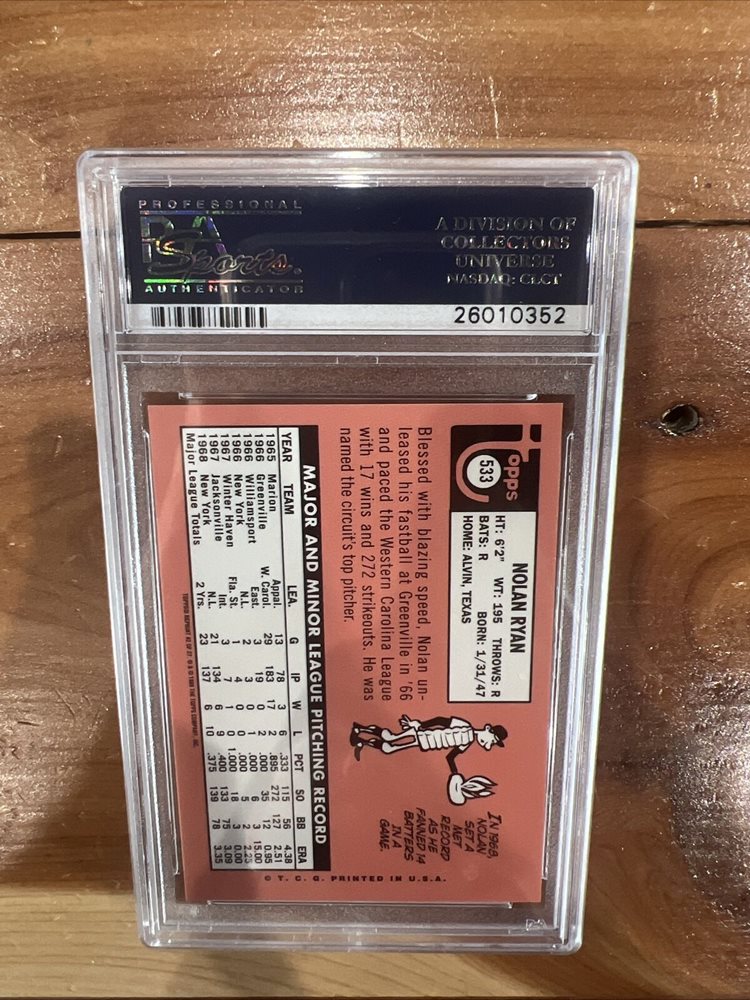 PROFESSIONAL
PSA
Sports
AUTHENTICATOR
A DIVISION OF
COLLECTORS
UNIVERSE
NASDAQ: CLCT
26010352
Topps
533
NOLAN RYAN
HT: 6'2" WT: 195 THROWS: R
BATS: R BORN: 1/31/47
HOME: ALVIN, TEXAS
Blessed with blazing speed, Nolan un-
leased his fastball at Greenville in '66
and paced the Western Carolina League
with 17 wins and 272 strikeouts. He was
named the circuit's top pitcher.
IN 1968,
NOLAN
SET A
MET
RECORD
AS HE
FANNED 14
BATTERS
IN A
GAME.
MAJOR AND MINOR LEAGUE PITCHING RECORD
YEAR TEAM LEA. G IP W L PCT SO BB ERA
1965 Marion Appal. 13 78 3 6 .333 115 56 4.38
1966 Greenville W. Carol. 29 183 17 2 .895 272 127 2.51
1966 Williamsport East. 3 19 0 2 .000 35 12 0.95
1966 New York N.L. 2 3 0 1 .000 6 3 15.00
1967 Winter Haven Fla. St. 1 4 0 0 .000 5 2 2.25
1967 Jacksonville Int. 3 7 1 0 1.000 18 3 0.00
1968 New York N.L. 21 134 6 9 .400 133 75 3.09
Major League Totals 2 Yrs. 23 137 6 10 .375 139 78 3.35
© T. C. G. PRINTED IN U.S.A.